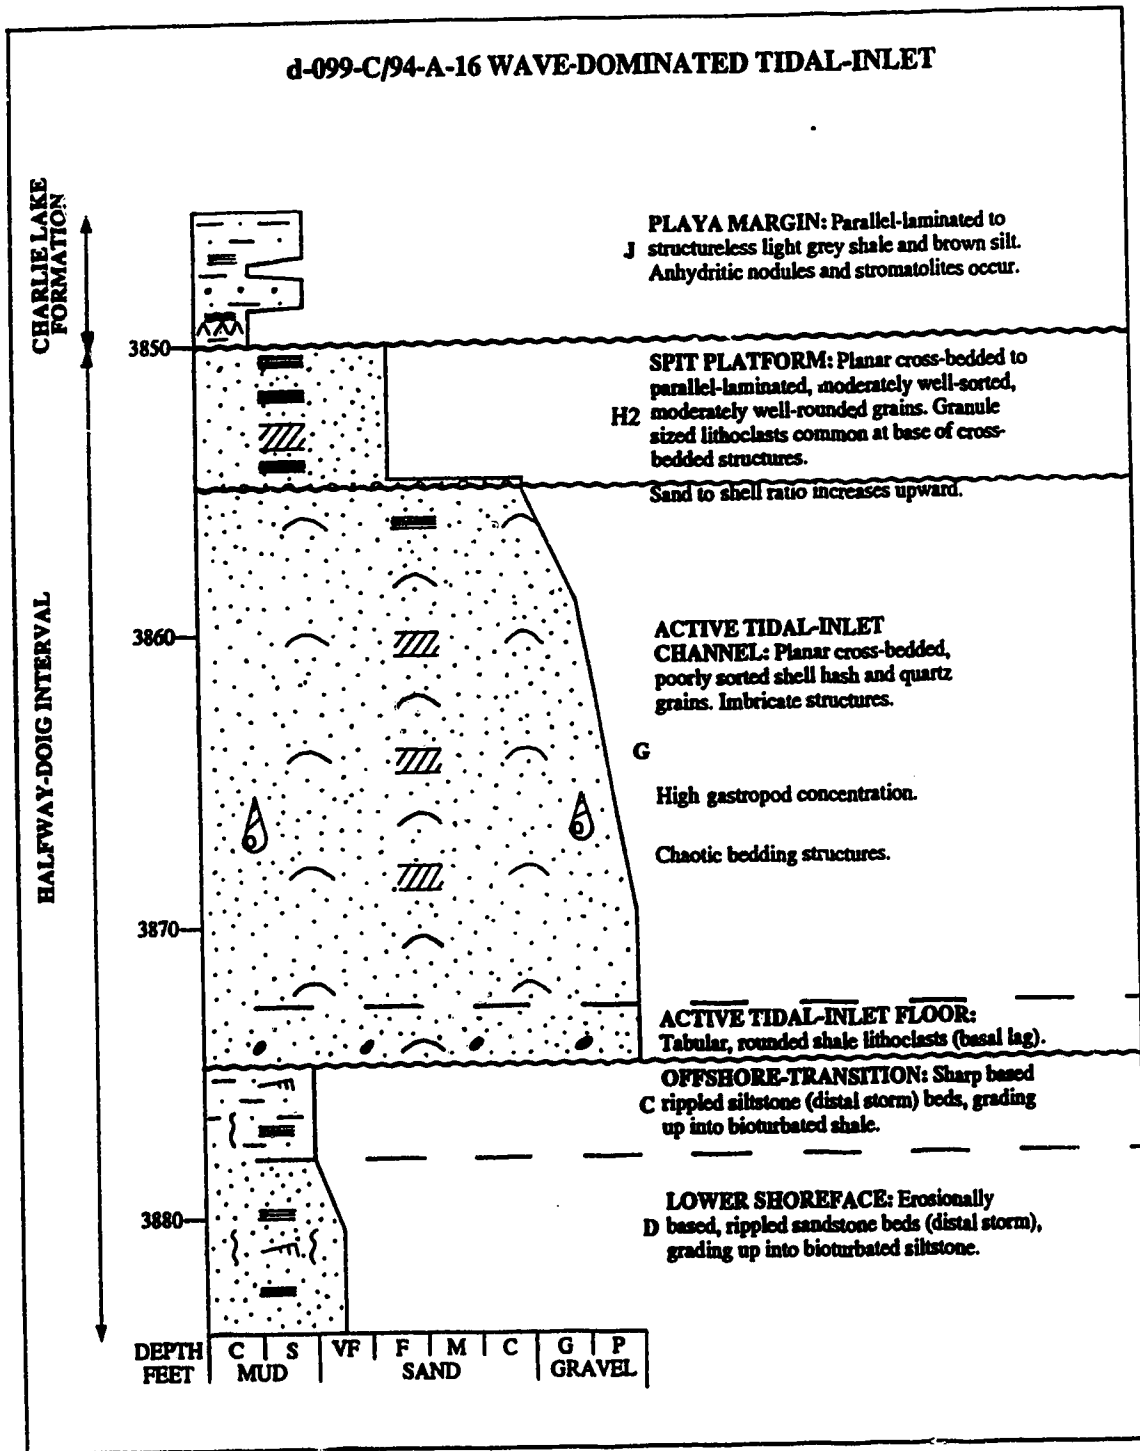 d-099-C/94-A-16 WAVE-DOMINATED TIDAL-INLET
CHARLIE LAKE
FORMATION
HALFWAY-DOIG INTERVAL
PLAYA MARGIN: Parallel-laminated to
J structureless light grey shale and brown silt.
Anhydritic nodules and stromatolites occur.
3850
SPIT PLATFORM: Planar cross-bedded to
parallel-laminated, moderately well-sorted,
H2 moderately well-rounded grains. Granule
sized lithoclasts common at base of cross-
bedded structures.
Sand to shell ratio increases upward.
3860
ACTIVE TIDAL-INLET
CHANNEL: Planar cross-bedded,
poorly sorted shell hash and quartz
grains. Imbricate structures.
G
High gastropod concentration.
Chaotic bedding structures.
3870
ACTIVE TIDAL-INLET FLOOR:
Tabular, rounded shale lithoclasts (basal lag).
OFFSHORE-TRANSITION: Sharp based
C rippled siltstone (distal storm) beds, grading
up into bioturbated shale.
3880
LOWER SHOREFACE: Erosionally
D based, rippled sandstone beds (distal storm),
grading up into bioturbated siltstone.
DEPTH C S VF F M C G P
FEET MUD SAND GRAVEL